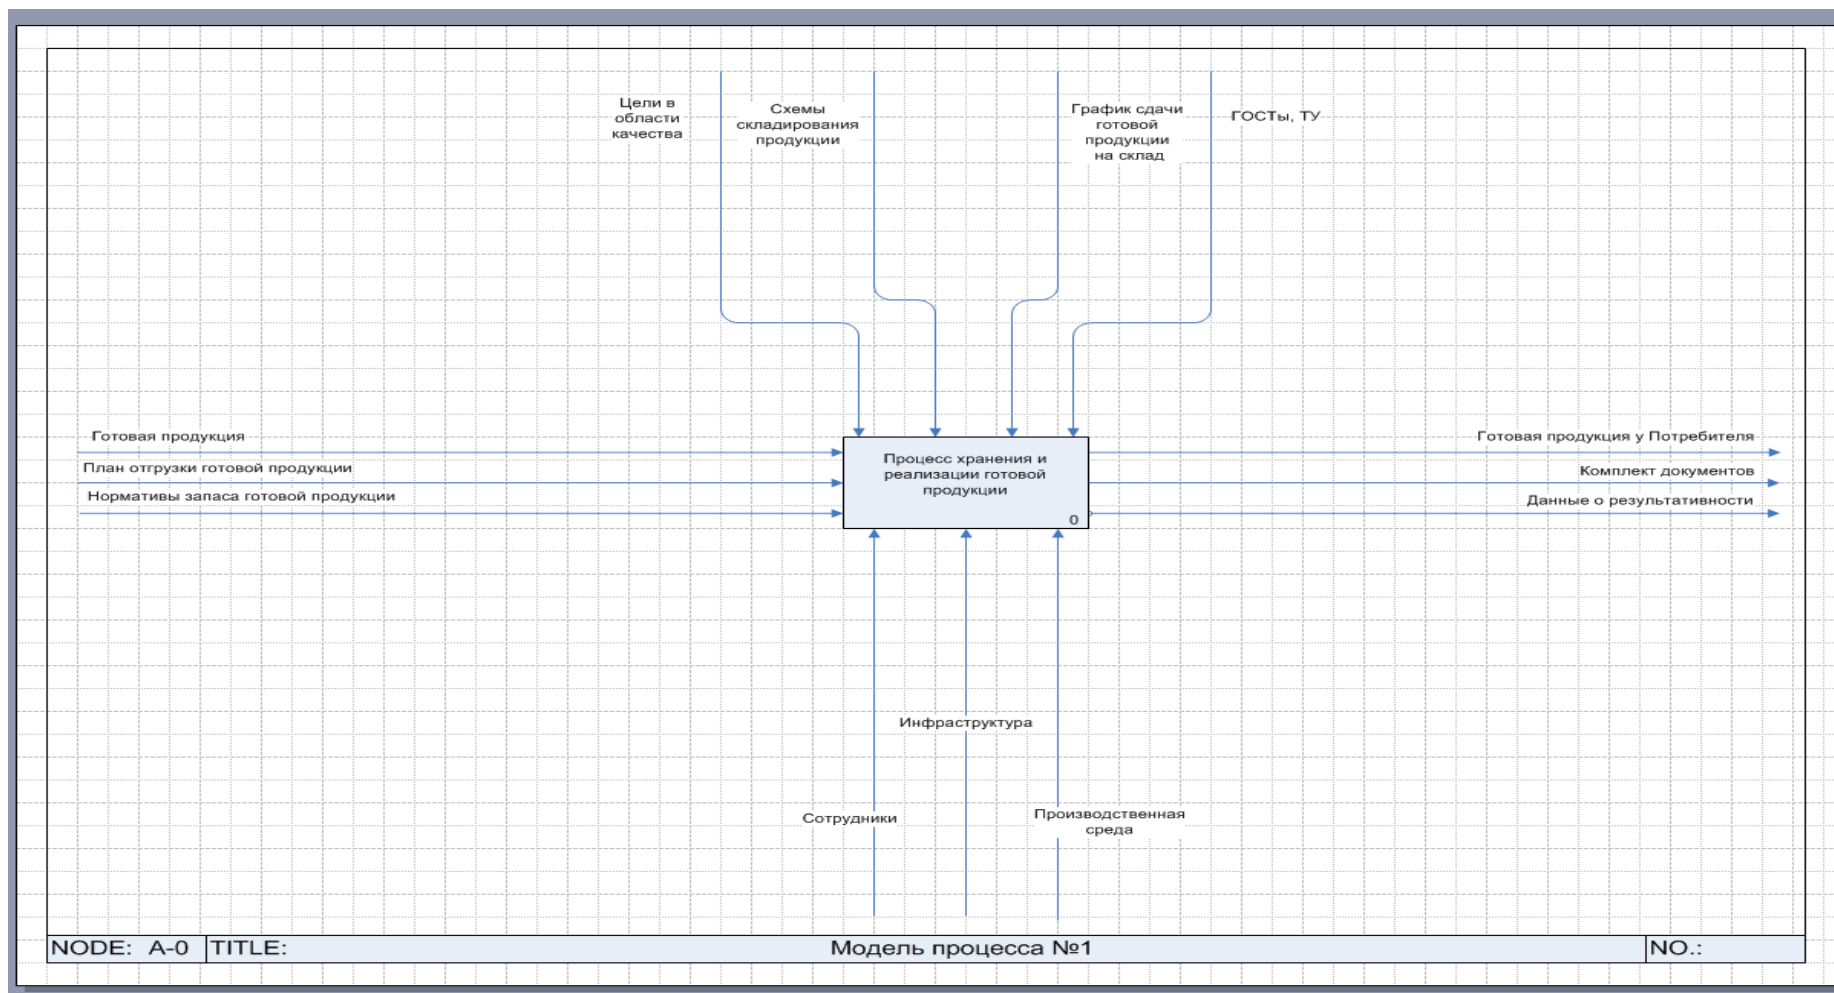 Цели в
области
качества
Схемы
складирования
продукции
График сдачи
готовой
продукции
на склад
ГОСТы, ТУ
Готовая продукция
План отгрузки готовой продукции
Нормативы запаса готовой продукции
Процесс хранения и
реализации готовой
продукции
0
Готовая продукция у Потребителя
Комплект документов
Данные о результативности
Инфраструктура
Сотрудники
Производственная
среда
NODE: A-0
TITLE:
Модель процесса №1
NO.: